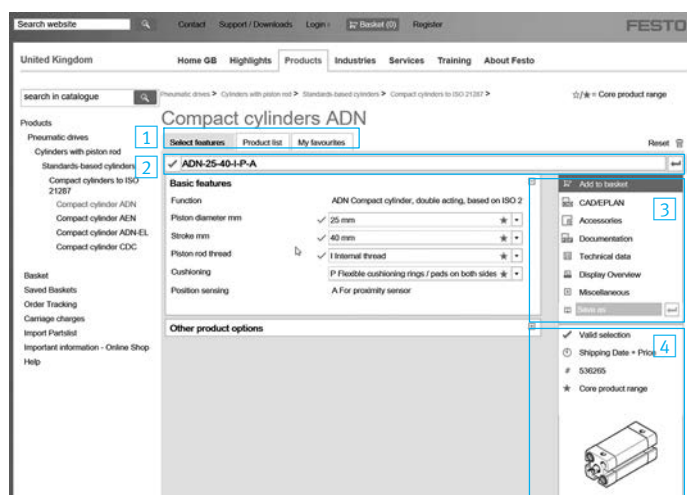 Search website
Contact Support / Downloads Login Basket (0) Register
FESTO
United Kingdom
Home GB Highlights Products Industries Services Training About Festo
search in catalogue
Pneumatic drives > Cylinders with piston rod > Standards-based cylinders > Compact cylinders to ISO 21287 >
☆/★ = Core product range
Products
Pneumatic drives
Cylinders with piston rod
Standards-based cylinders
Compact cylinders to ISO
21287
Compact cylinder ADN
Compact cylinder AEN
Compact cylinder ADN-EL
Compact cylinder CDC
Basket
Saved Baskets
Order Tracking
Carriage charges
Import Partslist
Important information - Online Shop
Help
Compact cylinders ADN
1
Select features Product list My favourites
Reset
2
ADN-25-40-I-P-A
Basic features
Function ADN Compact cylinder, double acting, based on ISO 2
Piston diameter mm 25 mm
Stroke mm 40 mm
Piston rod thread I Internal thread
Cushioning P Flexible cushioning rings / pads on both sides
Position sensing A For proximity sensor
Other product options
Add to basket
3
CAD/EPLAN
Accessories
Documentation
Technical data
Display Overview
Miscellaneous
Save as
4
Valid selection
Shipping Date + Price
# 536265
Core product range